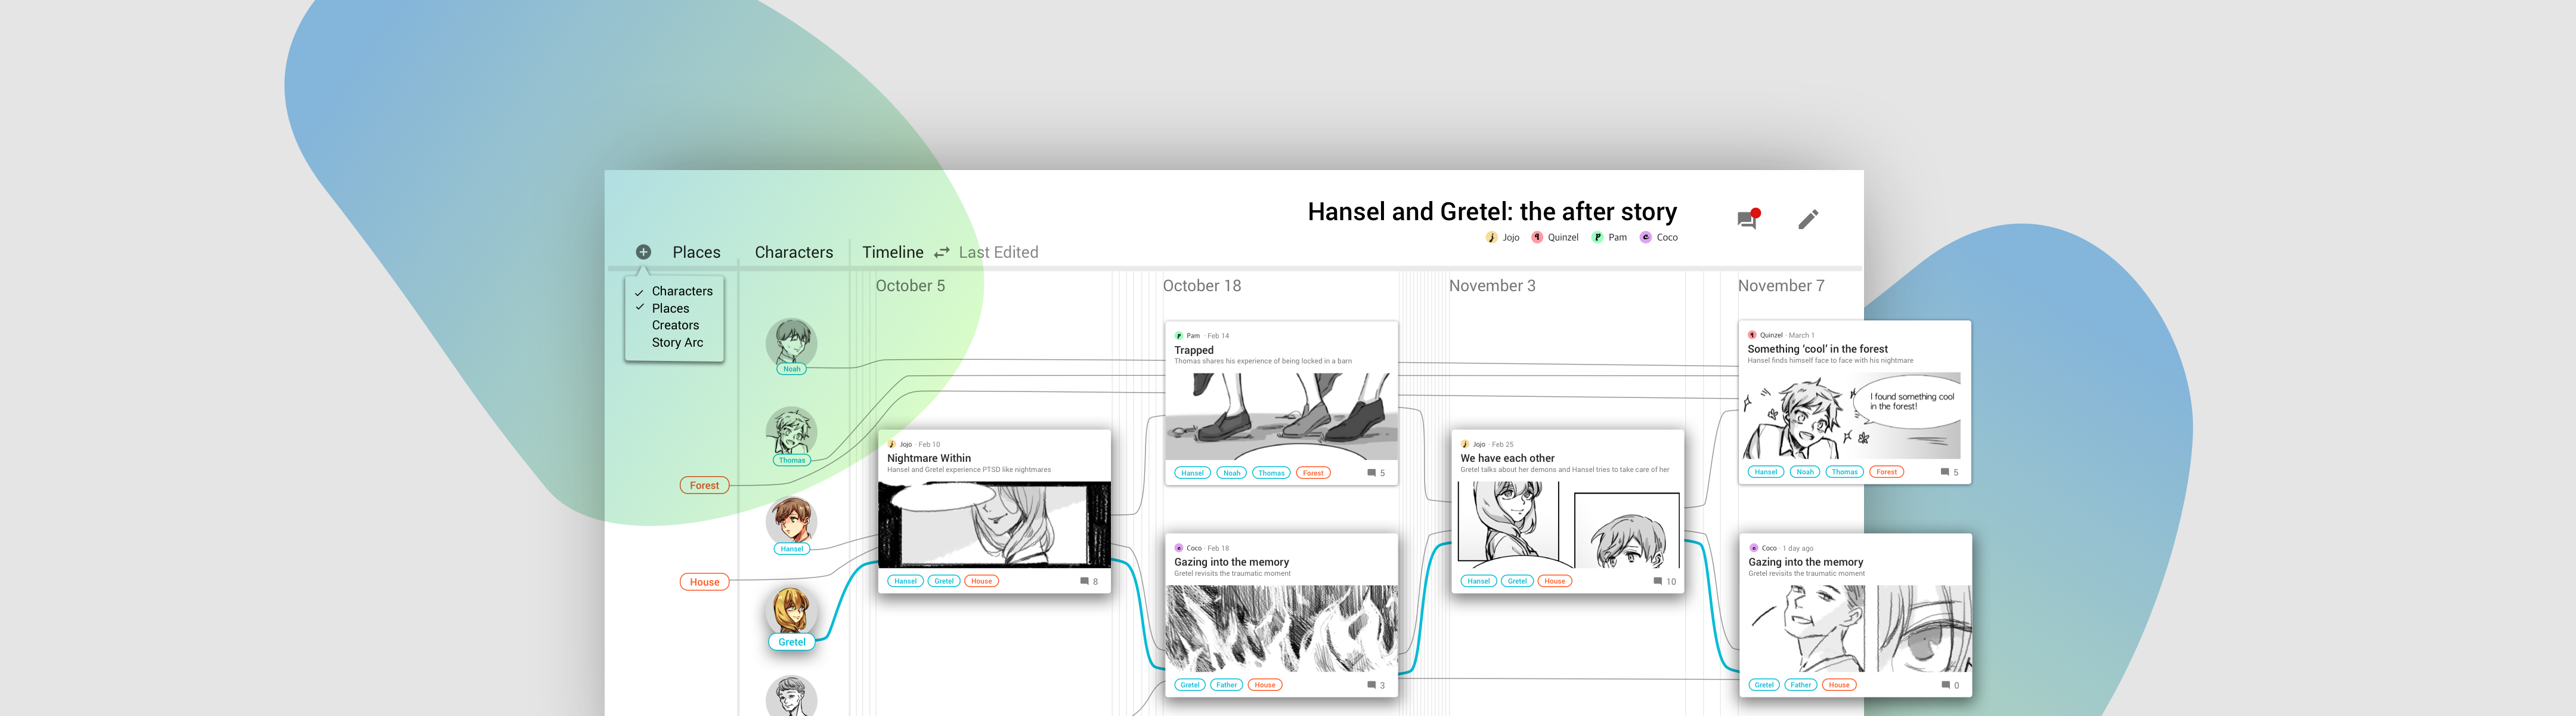 Hansel and Gretel: the after story
Jojo Quinzel Pam Coco
Places Characters Timeline Last Edited
Characters
Places
Creators
Story Arc
October 5 October 18 November 3 November 7
Noah
Thomas
Forest
Hansel
House
Gretel
Jojo · Feb 10
Nightmare Within
Hansel and Gretel experience PTSD like nightmares
Hansel Gretel House 8
Pam · Feb 14
Trapped
Thomas shares his experience of being locked in a barn
Hansel Noah Thomas Forest 5
Coco · Feb 18
Gazing into the memory
Gretel revisits the traumatic moment
Gretel Father House 3
Jojo · Feb 25
We have each other
Gretel talks about her demons and Hansel tries to take care of her
Hansel Gretel House 10
Quinzel · March 1
Something ‘cool’ in the forest
Hansel finds himself face to face with his nightmare
I found something cool
in the forest!
Hansel Noah Thomas Forest 5
Coco · 1 day ago
Gazing into the memory
Gretel revisits the traumatic moment
Gretel Father House 0